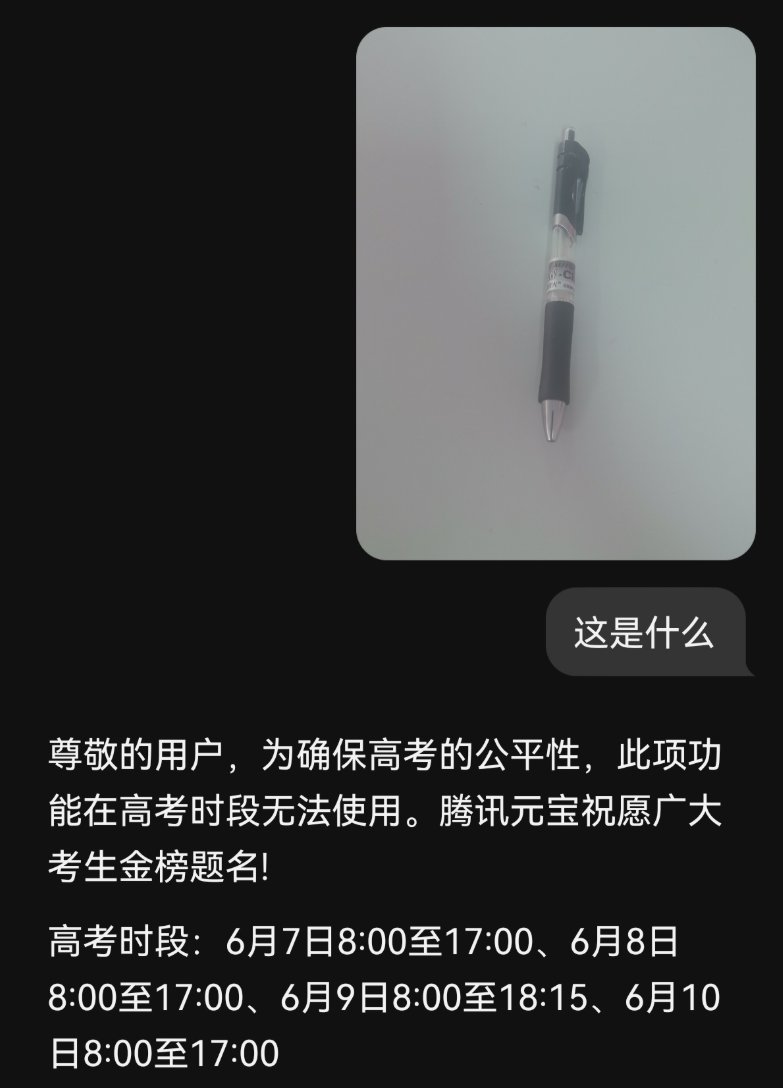 这是什么
尊敬的用户，为确保高考的公平性，此项功
能在高考时段无法使用。腾讯元宝祝愿广大
考生金榜题名!
高考时段：6月7日8:00至17:00、6月8日
8:00至17:00、6月9日8:00至18:15、6月10
日8:00至17:00